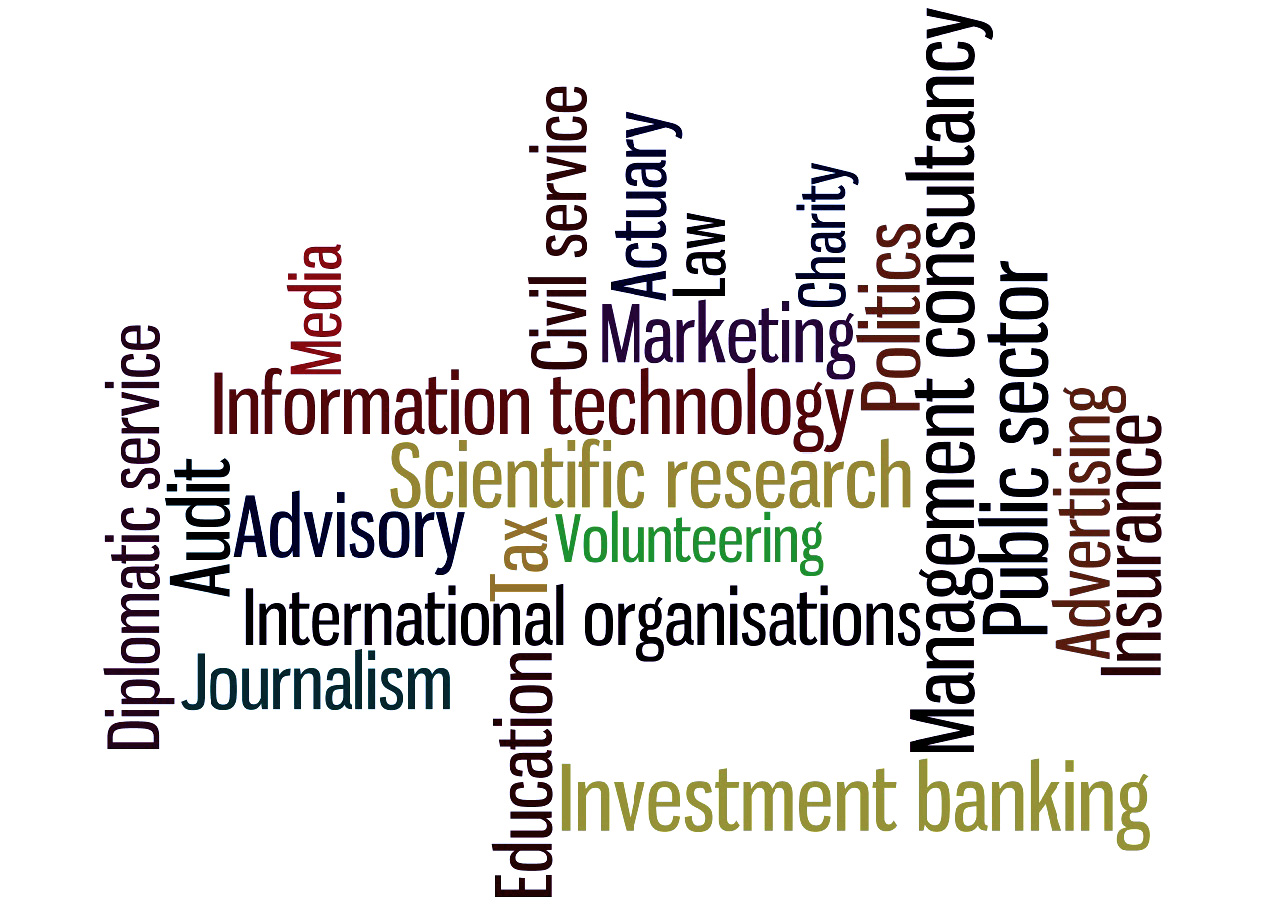 Management consultancy
Civil service
Actuary
Law
Charity
Politics
Media
Public sector
Marketing
Diplomatic service
Information technology
Advertising
Insurance
Scientific research
Audit
Advisory
Tax
Volunteering
International organisations
Journalism
Education
Investment banking